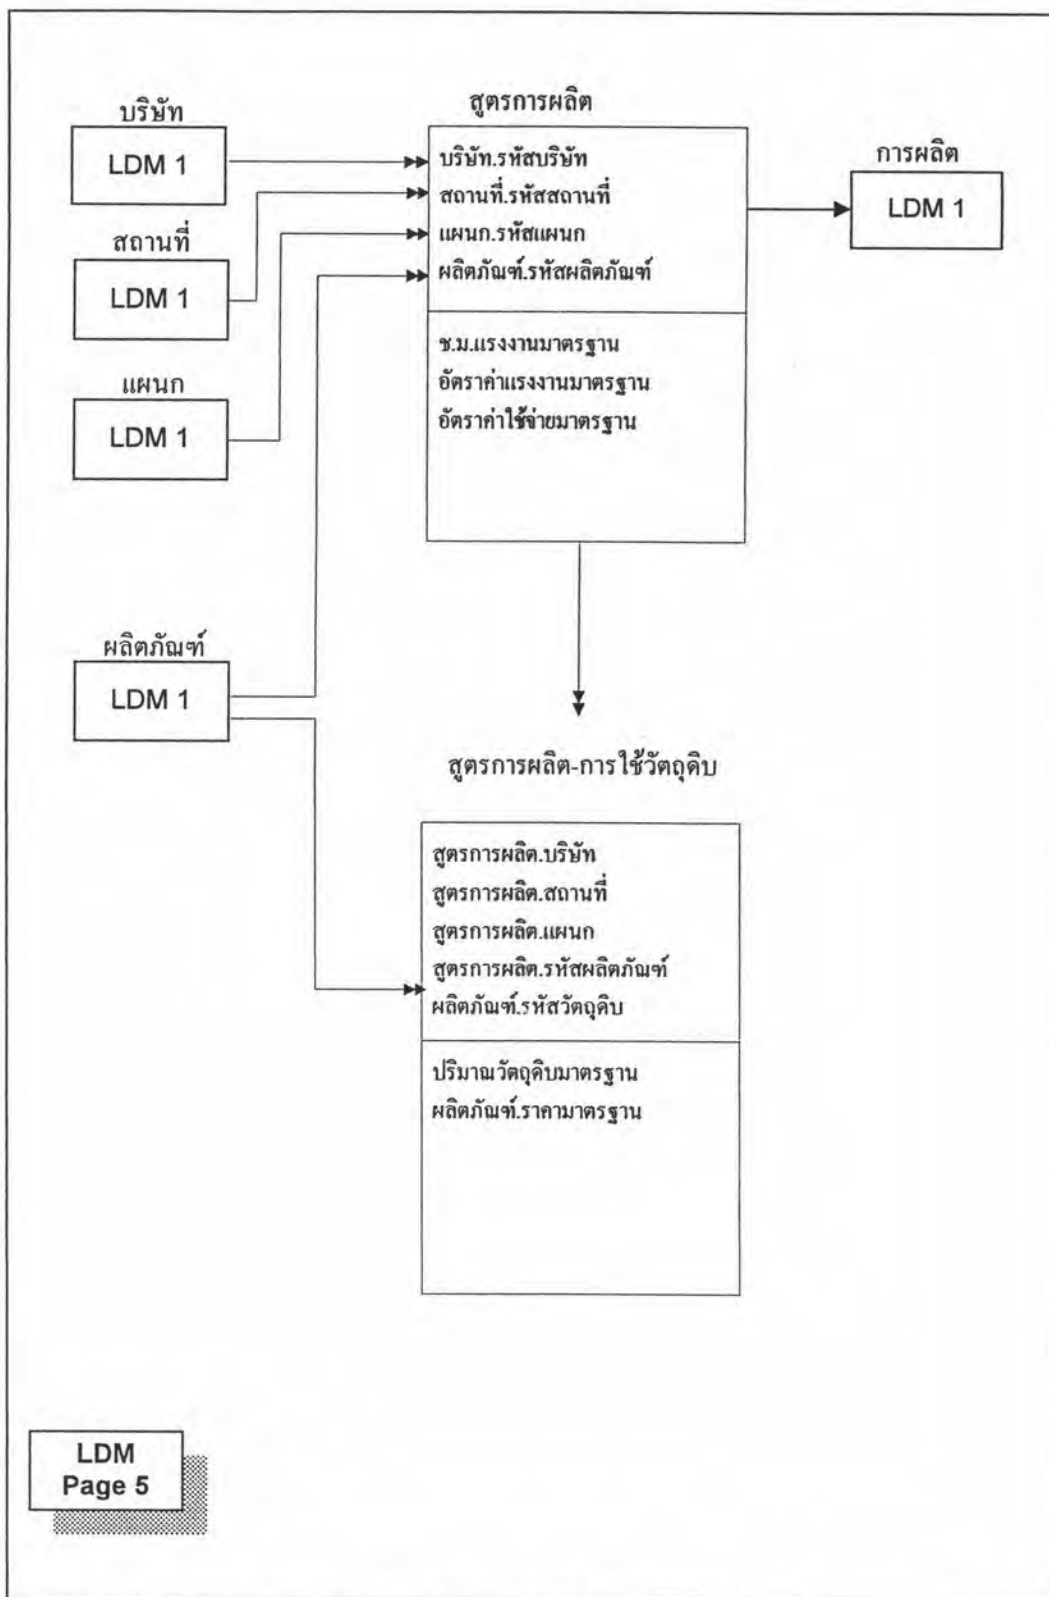 บริษัท
LDM 1
สถานที่
LDM 1
แผนก
LDM 1
ผลิตภัณฑ์
LDM 1
สูตรการผลิต
บริษัท.รหัสบริษัท
สถานที่.รหัสสถานที่
แผนก.รหัสแผนก
ผลิตภัณฑ์.รหัสผลิตภัณฑ์
ช.ม.แรงงานมาตรฐาน
อัตราค่าแรงงานมาตรฐาน
อัตราค่าใช้จ่ายมาตรฐาน
การผลิต
LDM 1
สูตรการผลิต-การใช้วัตถุดิบ
สูตรการผลิต.บริษัท
สูตรการผลิต.สถานที่
สูตรการผลิต.แผนก
สูตรการผลิต.รหัสผลิตภัณฑ์
ผลิตภัณฑ์.รหัสวัตถุดิบ
ปริมาณวัตถุดิบมาตรฐาน
ผลิตภัณฑ์.ราคามาตรฐาน
LDM
Page 5